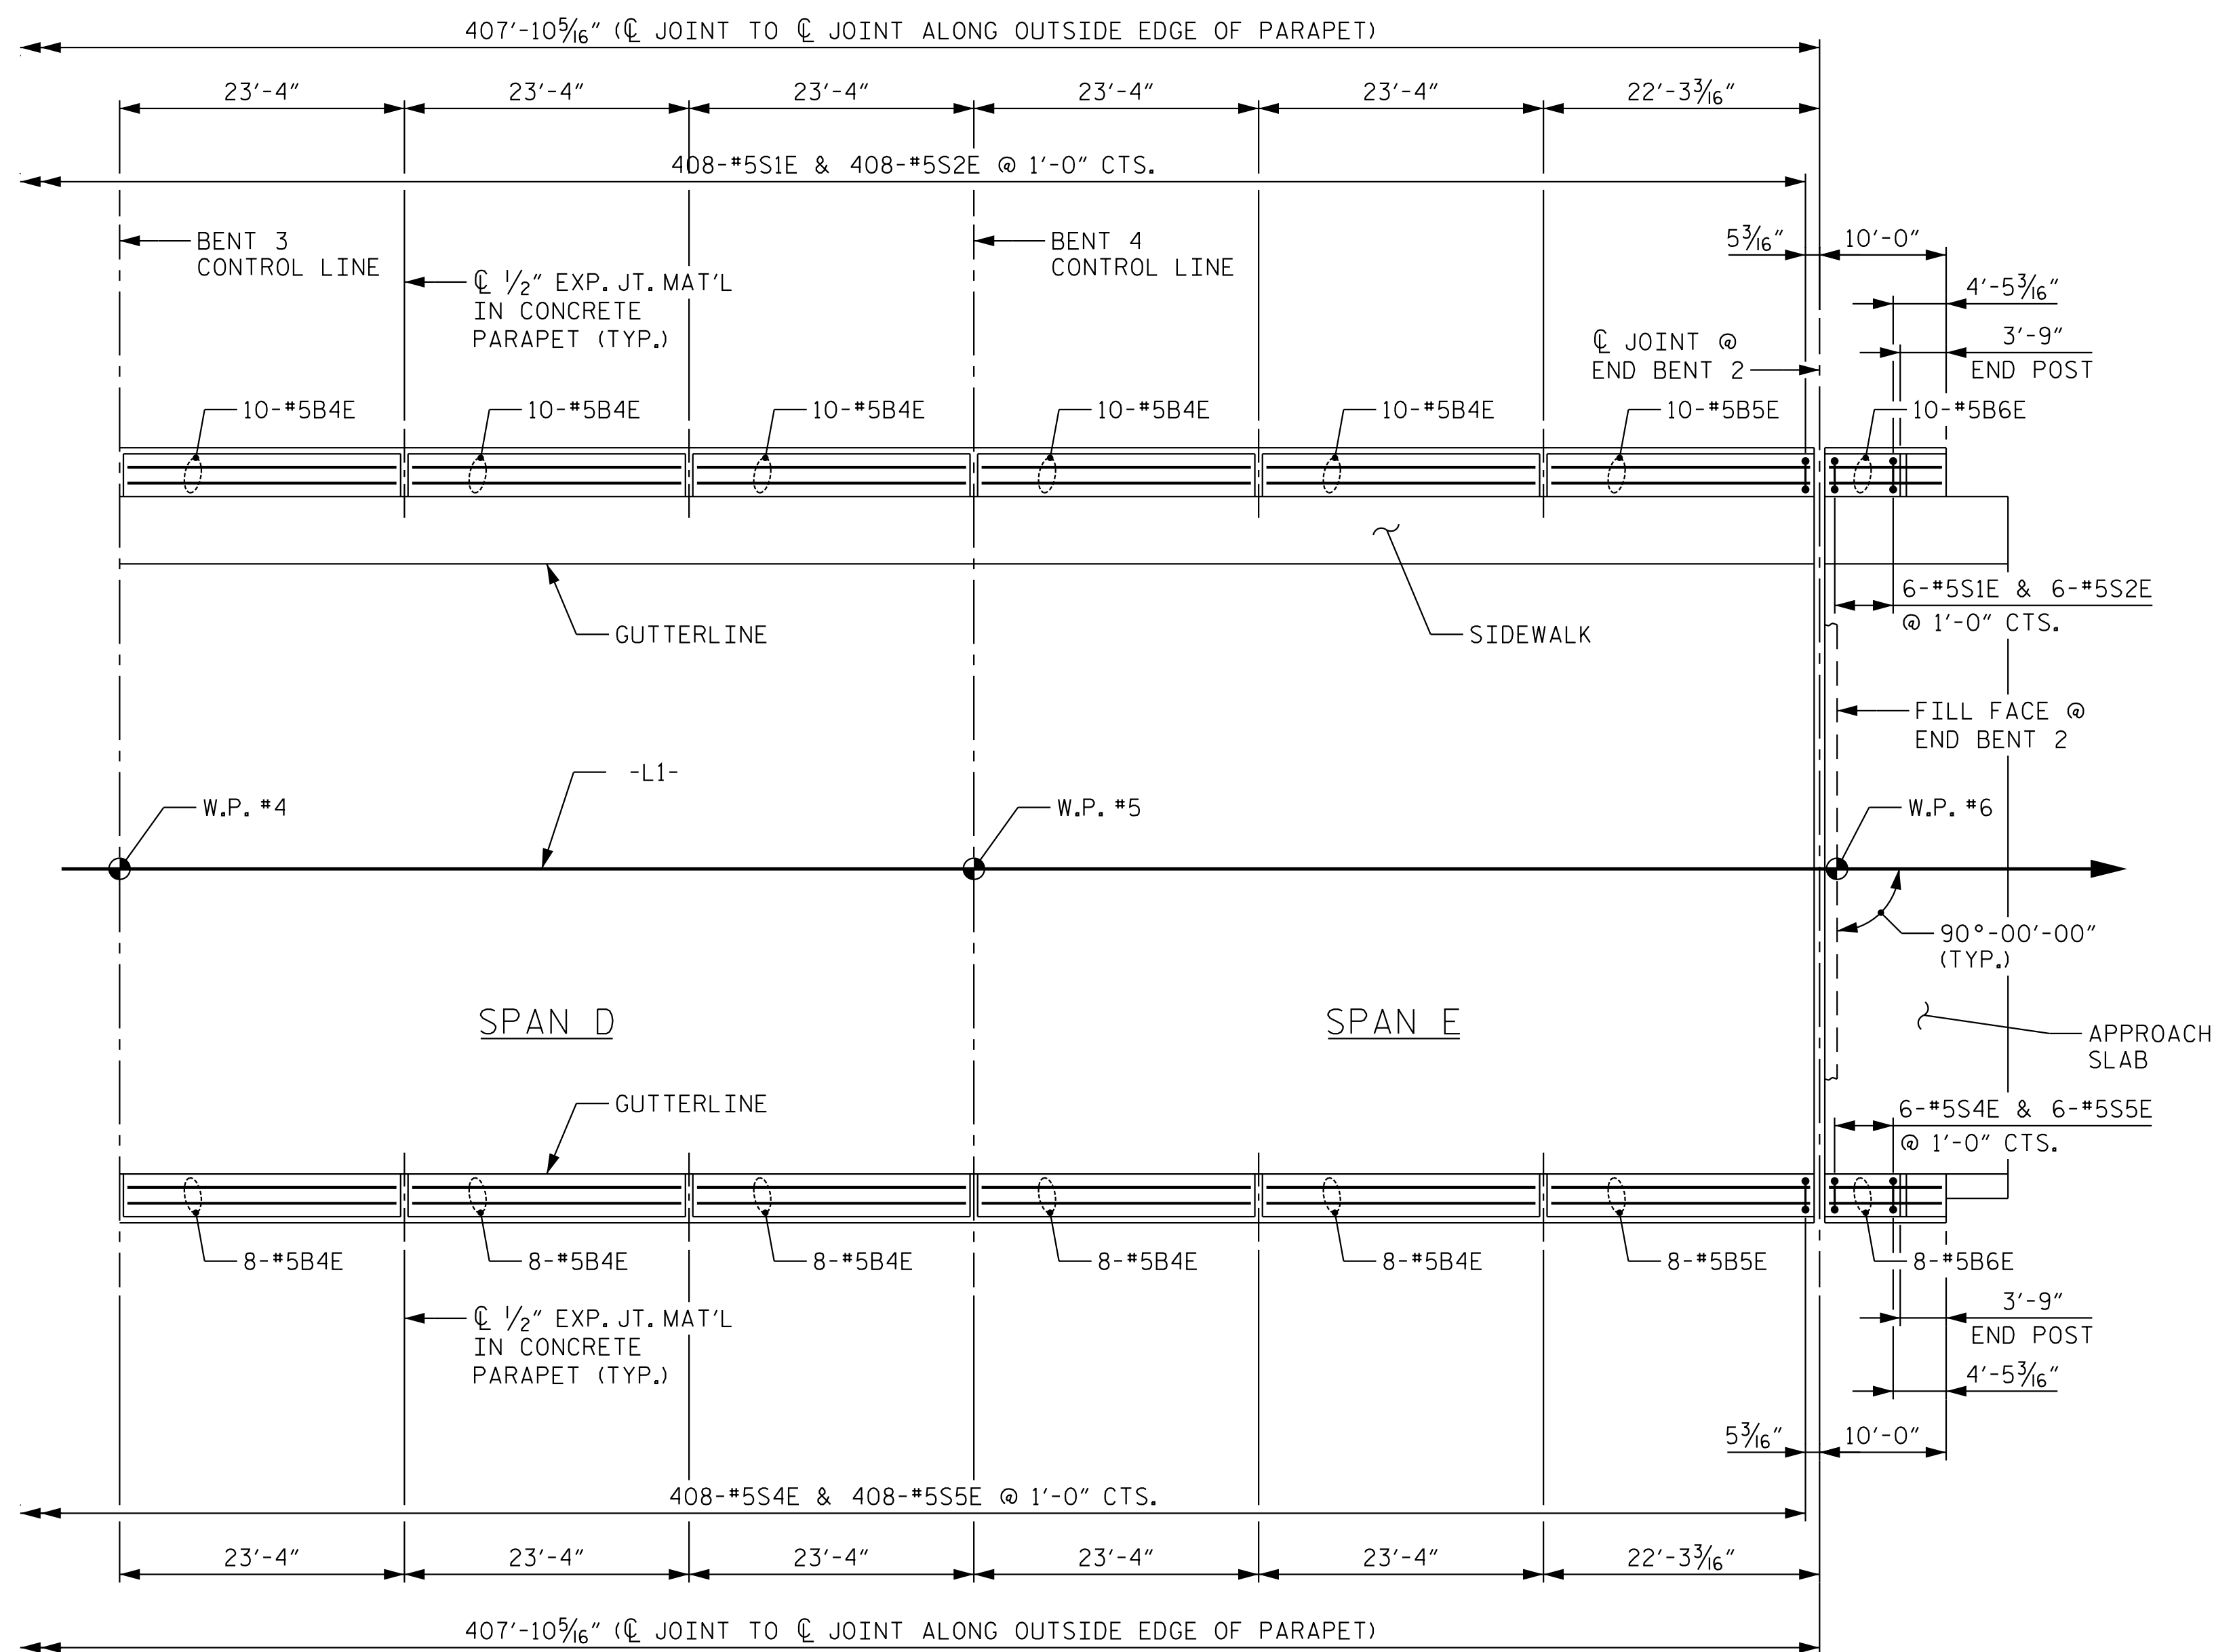 407'-10 5/16" (℄ JOINT TO ℄ JOINT ALONG OUTSIDE EDGE OF PARAPET)
23'-4" 23'-4" 23'-4" 23'-4" 23'-4" 22'-3 3/16"
408-#5S1E & 408-#5S2E @ 1'-0" CTS.
BENT 3
CONTROL LINE
℄ 1/2" EXP. JT. MAT'L
IN CONCRETE
PARAPET (TYP.)
BENT 4
CONTROL LINE
5 3/16" 10'-0"
4'-5 3/16"
3'-9"
END POST
℄ JOINT @
END BENT 2
10-#5B4E 10-#5B4E 10-#5B4E 10-#5B4E 10-#5B4E 10-#5B5E 10-#5B6E
GUTTERLINE
SIDEWALK
6-#5S1E & 6-#5S2E
@ 1'-0" CTS.
FILL FACE @
END BENT 2
-L1-
W.P. #4 W.P. #5 W.P. #6
90°-00'-00"
(TYP.)
SPAN D SPAN E
APPROACH
SLAB
GUTTERLINE
6-#5S4E & 6-#5S5E
@ 1'-0" CTS.
8-#5B4E 8-#5B4E 8-#5B4E 8-#5B4E 8-#5B4E 8-#5B5E 8-#5B6E
℄ 1/2" EXP. JT. MAT'L
IN CONCRETE
PARAPET (TYP.)
3'-9"
END POST
4'-5 3/16"
5 3/16" 10'-0"
408-#5S4E & 408-#5S5E @ 1'-0" CTS.
23'-4" 23'-4" 23'-4" 23'-4" 23'-4" 22'-3 3/16"
407'-10 5/16" (℄ JOINT TO ℄ JOINT ALONG OUTSIDE EDGE OF PARAPET)